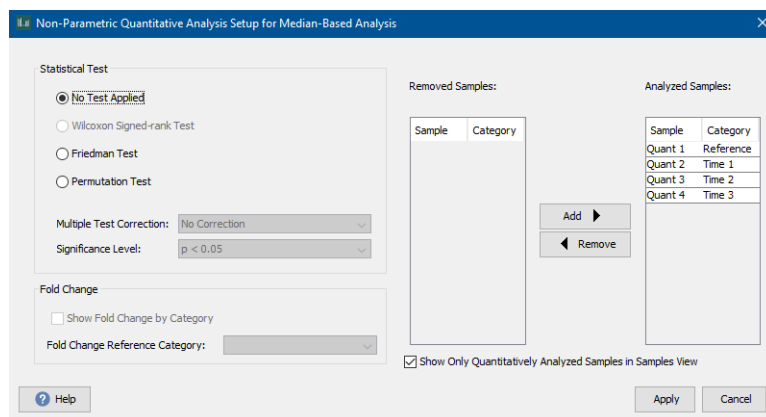 Non-Parametric Quantitative Analysis Setup for Median-Based Analysis
Statistical Test
No Test Applied
Wilcoxon Signed-rank Test
Friedman Test
Permutation Test
Multiple Test Correction: No Correction
Significance Level: p < 0.05
Fold Change
Show Fold Change by Category
Fold Change Reference Category:
Removed Samples:
Sample Category
Add
Remove
Analyzed Samples:
Sample Category
Quant 1 Reference
Quant 2 Time 1
Quant 3 Time 2
Quant 4 Time 3
Show Only Quantitatively Analyzed Samples in Samples View
Help
Apply Cancel